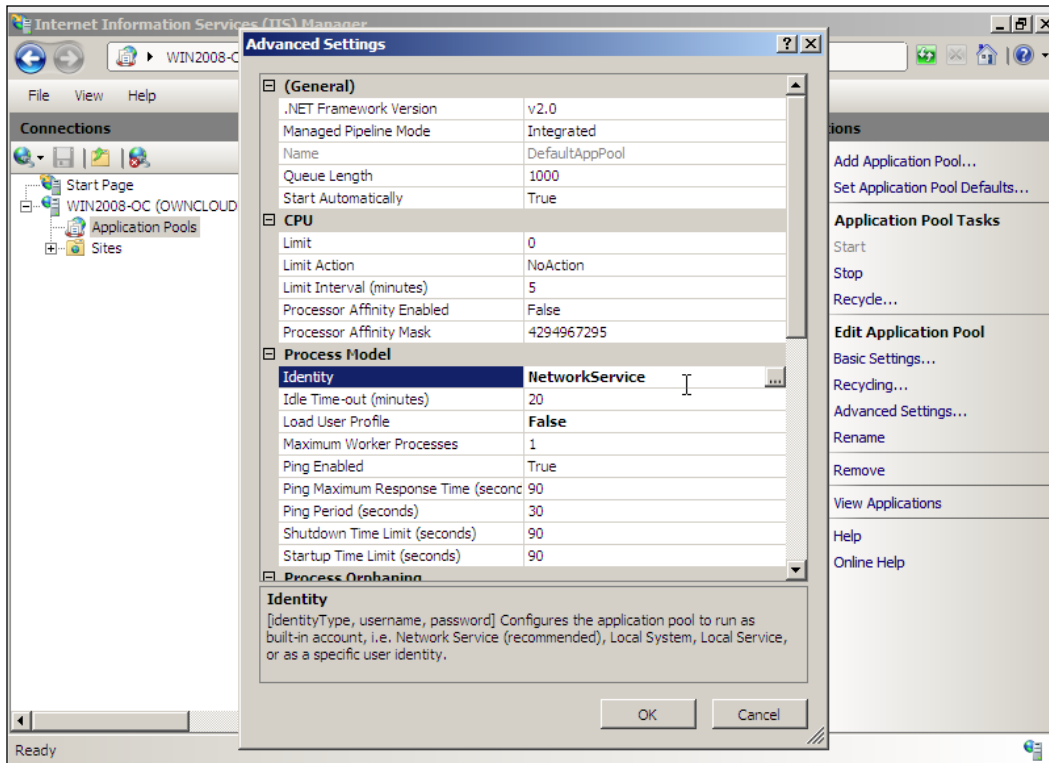 Internet Information Services (IIS) Manager
WIN2008-C
File View Help
Connections
Start Page
WIN2008-OC (OWNCLOUD
Application Pools
Sites
Ready
Advanced Settings
(General)
.NET Framework Version v2.0
Managed Pipeline Mode Integrated
Name DefaultAppPool
Queue Length 1000
Start Automatically True
CPU
Limit 0
Limit Action NoAction
Limit Interval (minutes) 5
Processor Affinity Enabled False
Processor Affinity Mask 4294967295
Process Model
Identity NetworkService ...
Idle Time-out (minutes) 20
Load User Profile False
Maximum Worker Processes 1
Ping Enabled True
Ping Maximum Response Time (second 90
Ping Period (seconds) 30
Shutdown Time Limit (seconds) 90
Startup Time Limit (seconds) 90
Process Orphaning
Identity
[identityType, username, password] Configures the application pool to run as
built-in account, i.e. Network Service (recommended), Local System, Local Service,
or as a specific user identity.
OK Cancel
ions
Add Application Pool...
Set Application Pool Defaults...
Application Pool Tasks
Start
Stop
Recycle...
Edit Application Pool
Basic Settings...
Recycling...
Advanced Settings...
Rename
Remove
View Applications
Help
Online Help